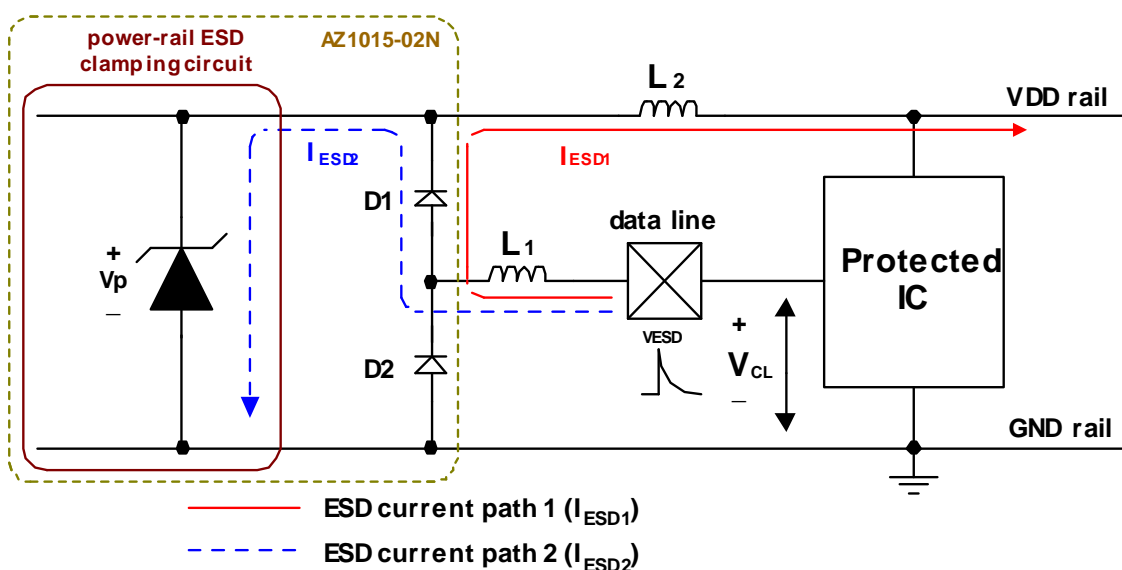 power-rail ESD
clamping circuit
AZ1015-02N
L2
VDD rail
IESD2
IESD1
D1
data line
L1
+
Vp
_
Protected
IC
D2
VESD
+
VCL
_
GND rail
ESD current path 1 (IESD1)
ESD current path 2 (IESD2)